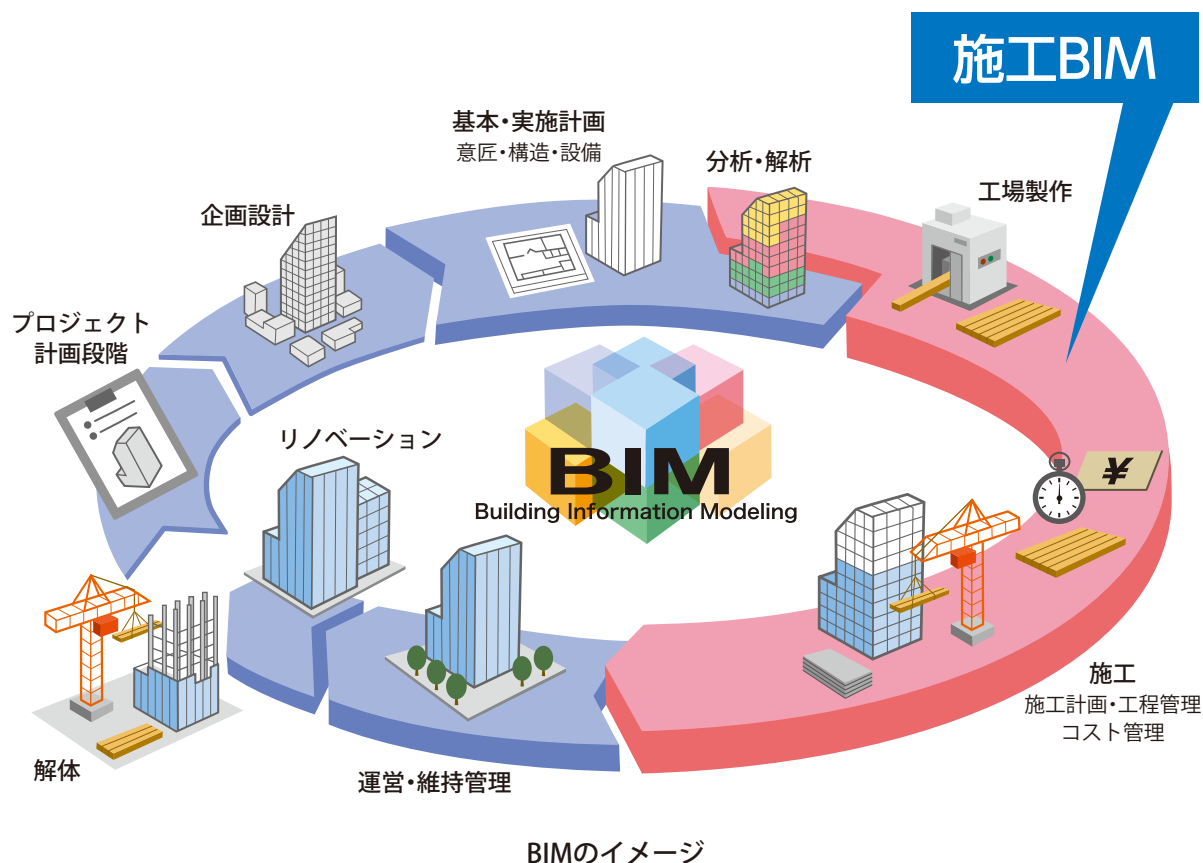 施工BIM
基本・実施計画
意匠・構造・設備
分析・解析
工場製作
企画設計
プロジェクト
計画段階
リノベーション
BIM
Building Information Modeling
¥
施工
施工計画・工程管理
コスト管理
解体
運営・維持管理
BIMのイメージ